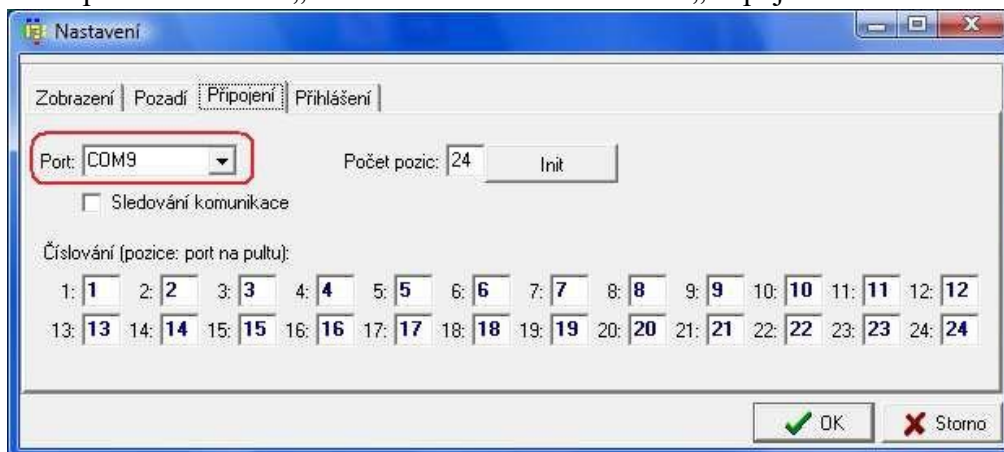 Nastavení
Zobrazení Pozadí Připojení Přihlášení
Port: COM9 Počet pozic: 24 Init
Sledování komunikace
Číslování (pozice: port na pultu):
1: 1 2: 2 3: 3 4: 4 5: 5 6: 6 7: 7 8: 8 9: 9 10: 10 11: 11 12: 12
13: 13 14: 14 15: 15 16: 16 17: 17 18: 18 19: 19 20: 20 21: 21 22: 22 23: 23 24: 24
OK Storno